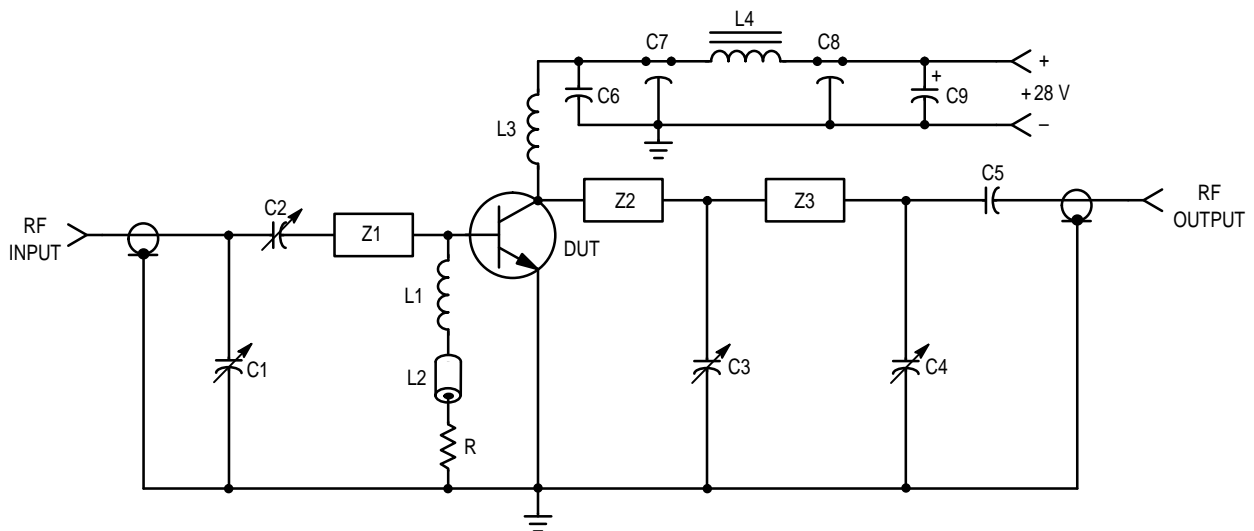 L4
C7
C8
+
+
C6
C9
+28 V
L3
–
C5
C2
RF
INPUT
Z1
Z2
Z3
RF
OUTPUT
DUT
L1
C1
L2
C3
C4
R